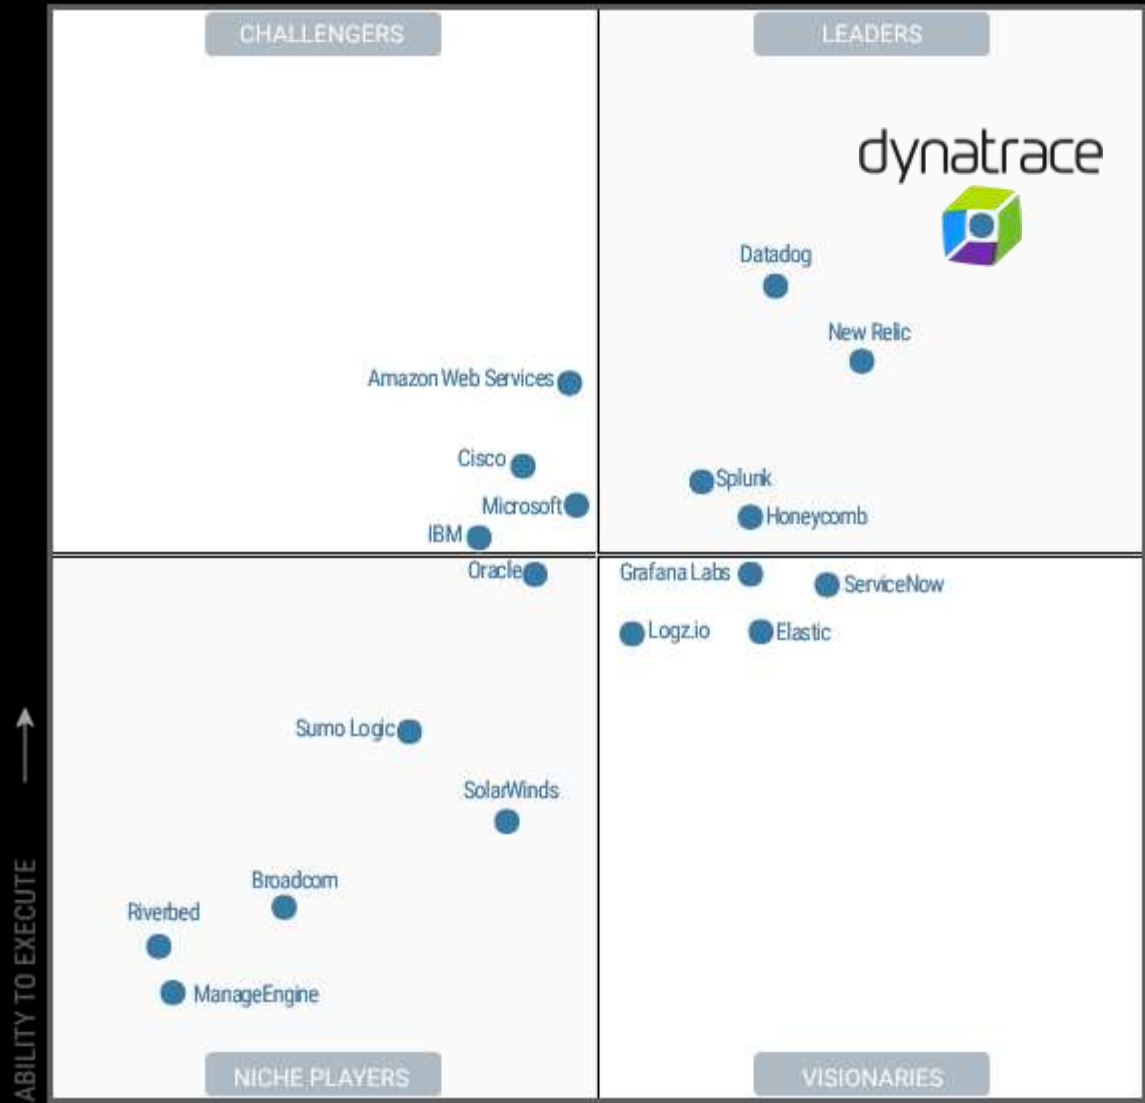 CHALLENGERS
LEADERS
dynatrace
Datadog
New Relic
Amazon Web Services
Cisco
Splunk
Microsoft
Honeycomb
IBM
Oracle
Grafana Labs
ServiceNow
Logz.io
Elastic
Sumo Logic
SolarWinds
Broadcom
Riverbed
ManageEngine
ABILITY TO EXECUTE
NICHE PLAYERS
VISIONARIES